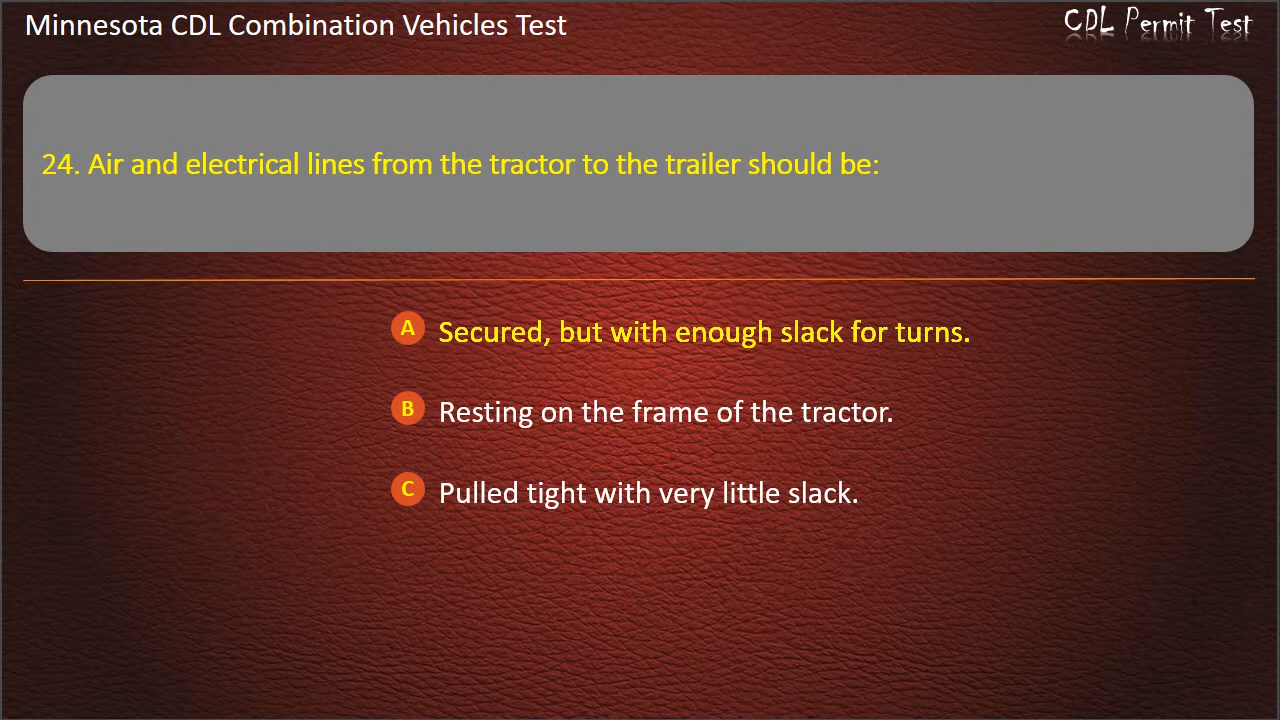 Minnesota CDL Combination Vehicles Test
CDL Permit Test
24. Air and electrical lines from the tractor to the trailer should be:
A Secured, but with enough slack for turns.
B Resting on the frame of the tractor.
C Pulled tight with very little slack.